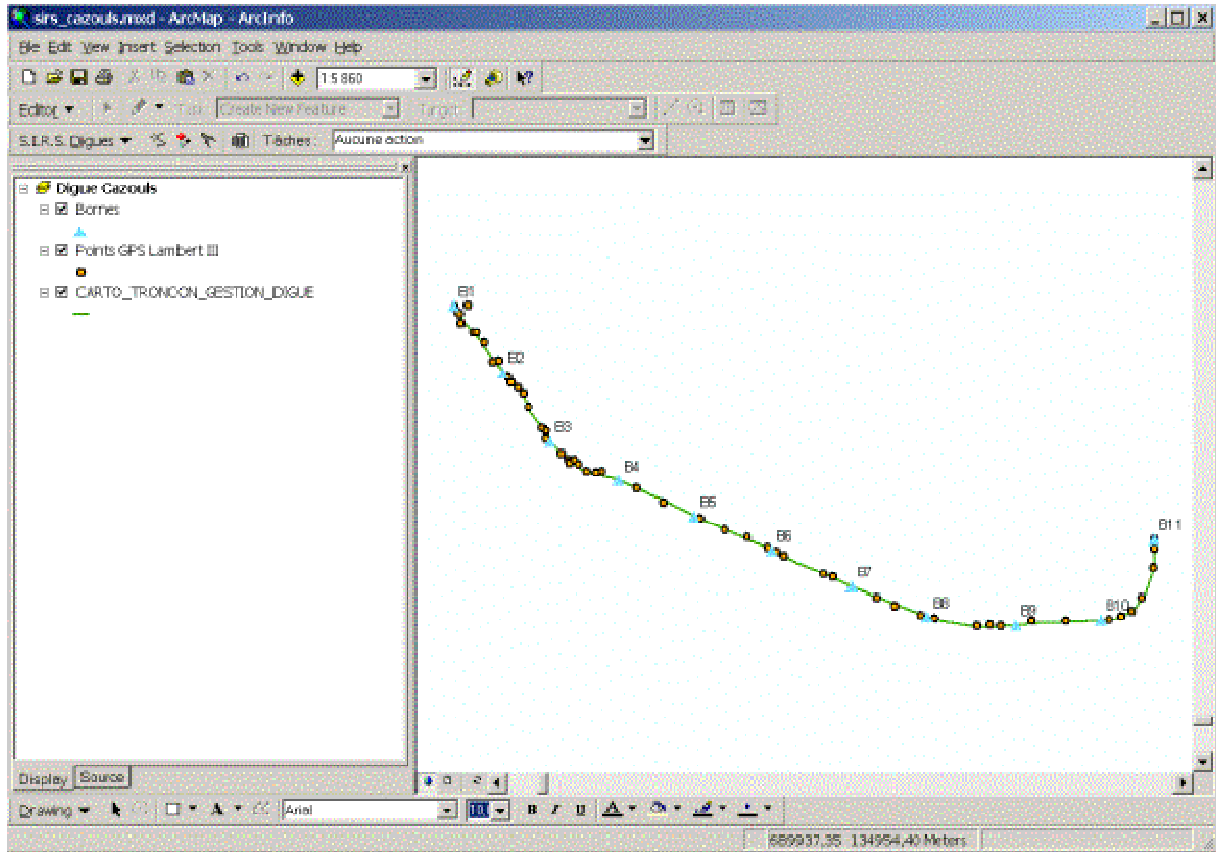 sirs_cazouls.mxd - ArcMap - ArcInfo
File Edit View Insert Selection Tools Window Help
1:5 860
Editor Task: Create New Feature Target:
S.I.R.S. Digues Tâches: Aucune action
Digue Cazouls
Bornes
Points GPS Lambert III
CARTO_TRONCON_GESTION_DIGUE
B1
B2
B3
B4
B5
B6
B7
B8
B9
B10
B11
Display Source
Drawing A Arial 10 B I U A
689937,35 134954,40 Meters